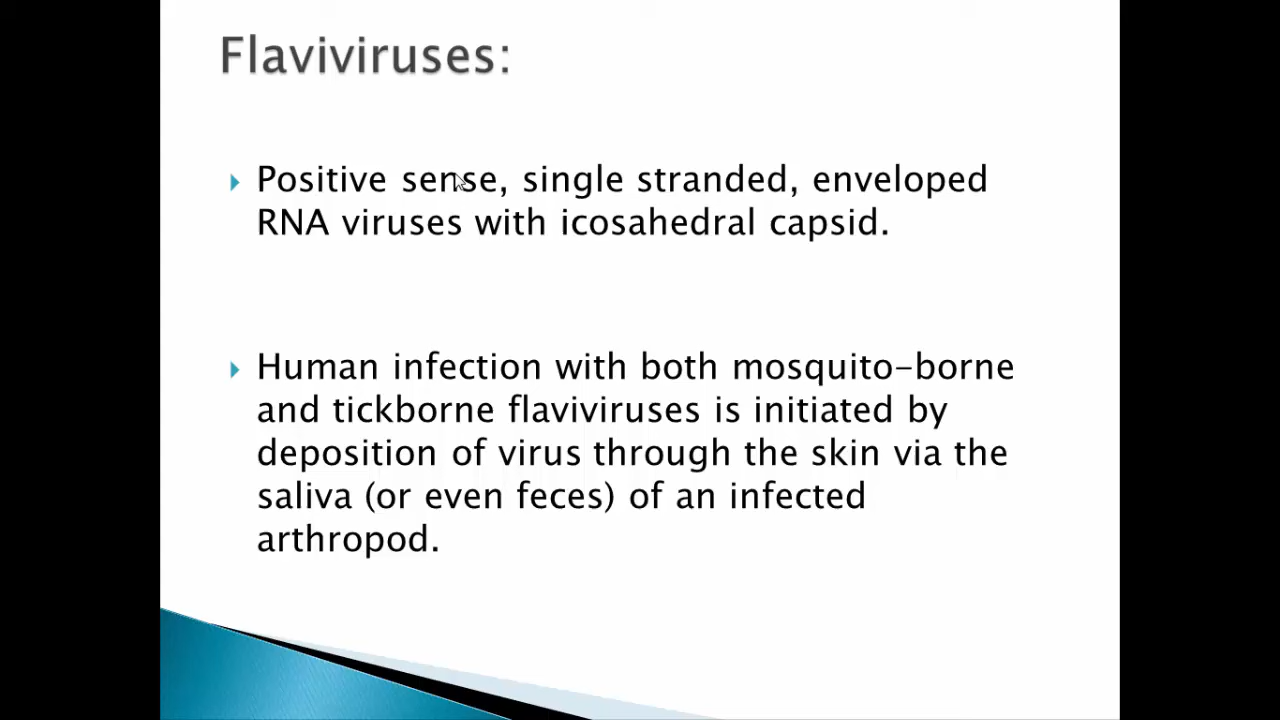 Flaviviruses:
Positive sense, single stranded, enveloped
RNA viruses with icosahedral capsid.
Human infection with both mosquito-borne
and tickborne flaviviruses is initiated by
deposition of virus through the skin via the
saliva (or even feces) of an infected
arthropod.